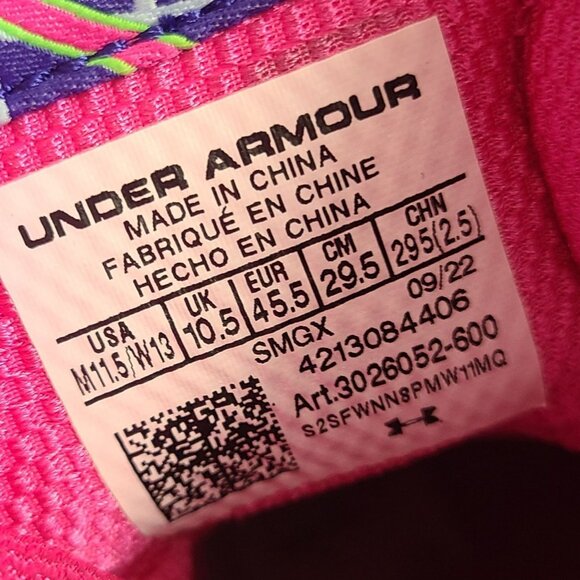 UNDER ARMOUR
MADE IN CHINA
FABRIQUÉ EN CHINE
HECHO EN CHINA
USA UK EUR CM CHN
M11.5/W13 10.5 45.5 29.5 295(2.5)
SMGX 09/22
4213084406
Art.3026052-600
S2SFWNN8PMW11MQ